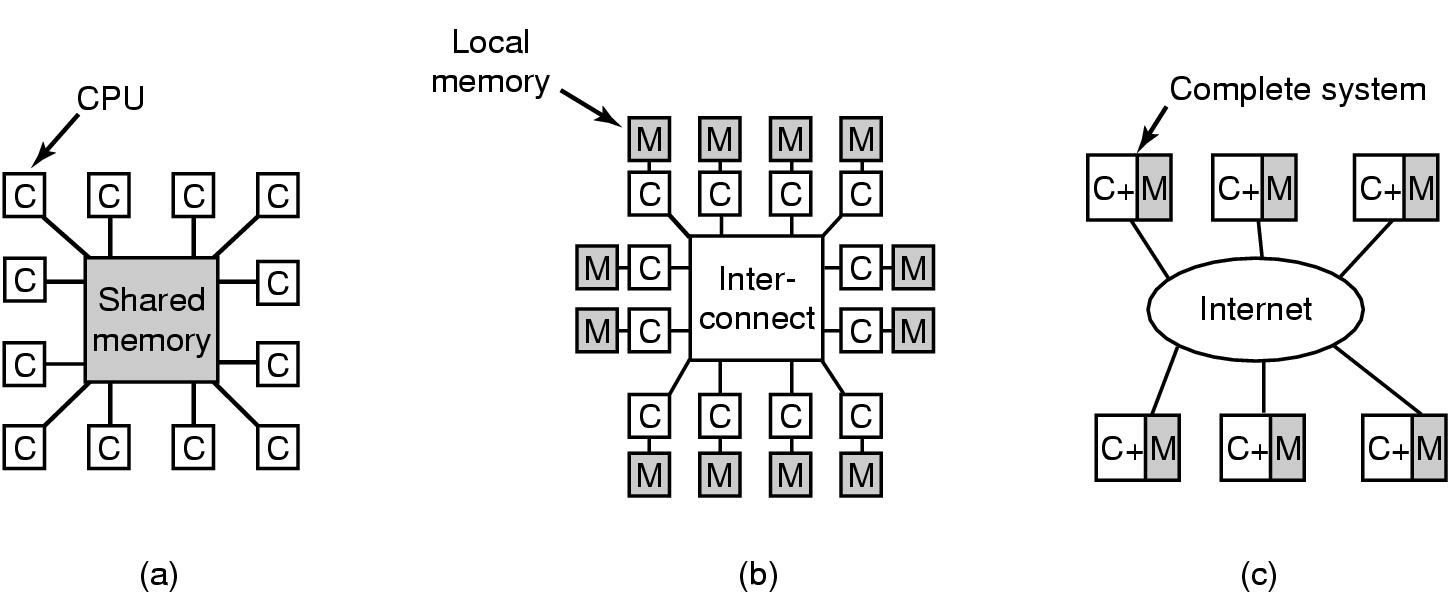 CPU
C C C C
C C
Shared
memory
C C
C C C C
(a)
Local
memory
M M M M
C C C C
M C C M
Inter-
connect
M C C M
C C C C
M M M M
(b)
Complete system
C+ M C+ M C+ M
Internet
C+ M C+ M C+ M
(c)